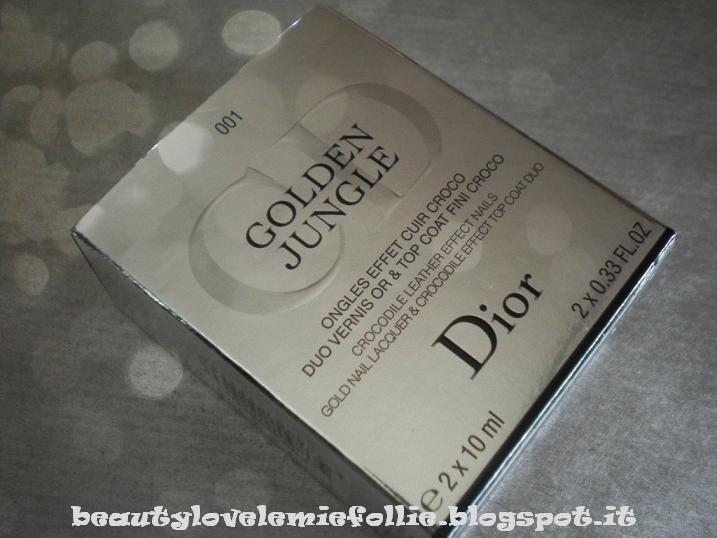 001
GOLDEN
JUNGLE
ONGLES EFFET CUIR CROCO
DUO VERNIS OR & TOP COAT FINI CROCO
CROCODILE LEATHER EFFECT NAILS
GOLD NAIL LACQUER & CROCODILE EFFECT TOP COAT DUO
Dior
℮ 2 x 10 ml
2 x 0.33 FL.OZ
beautylovelemiefollie.blogspot.it